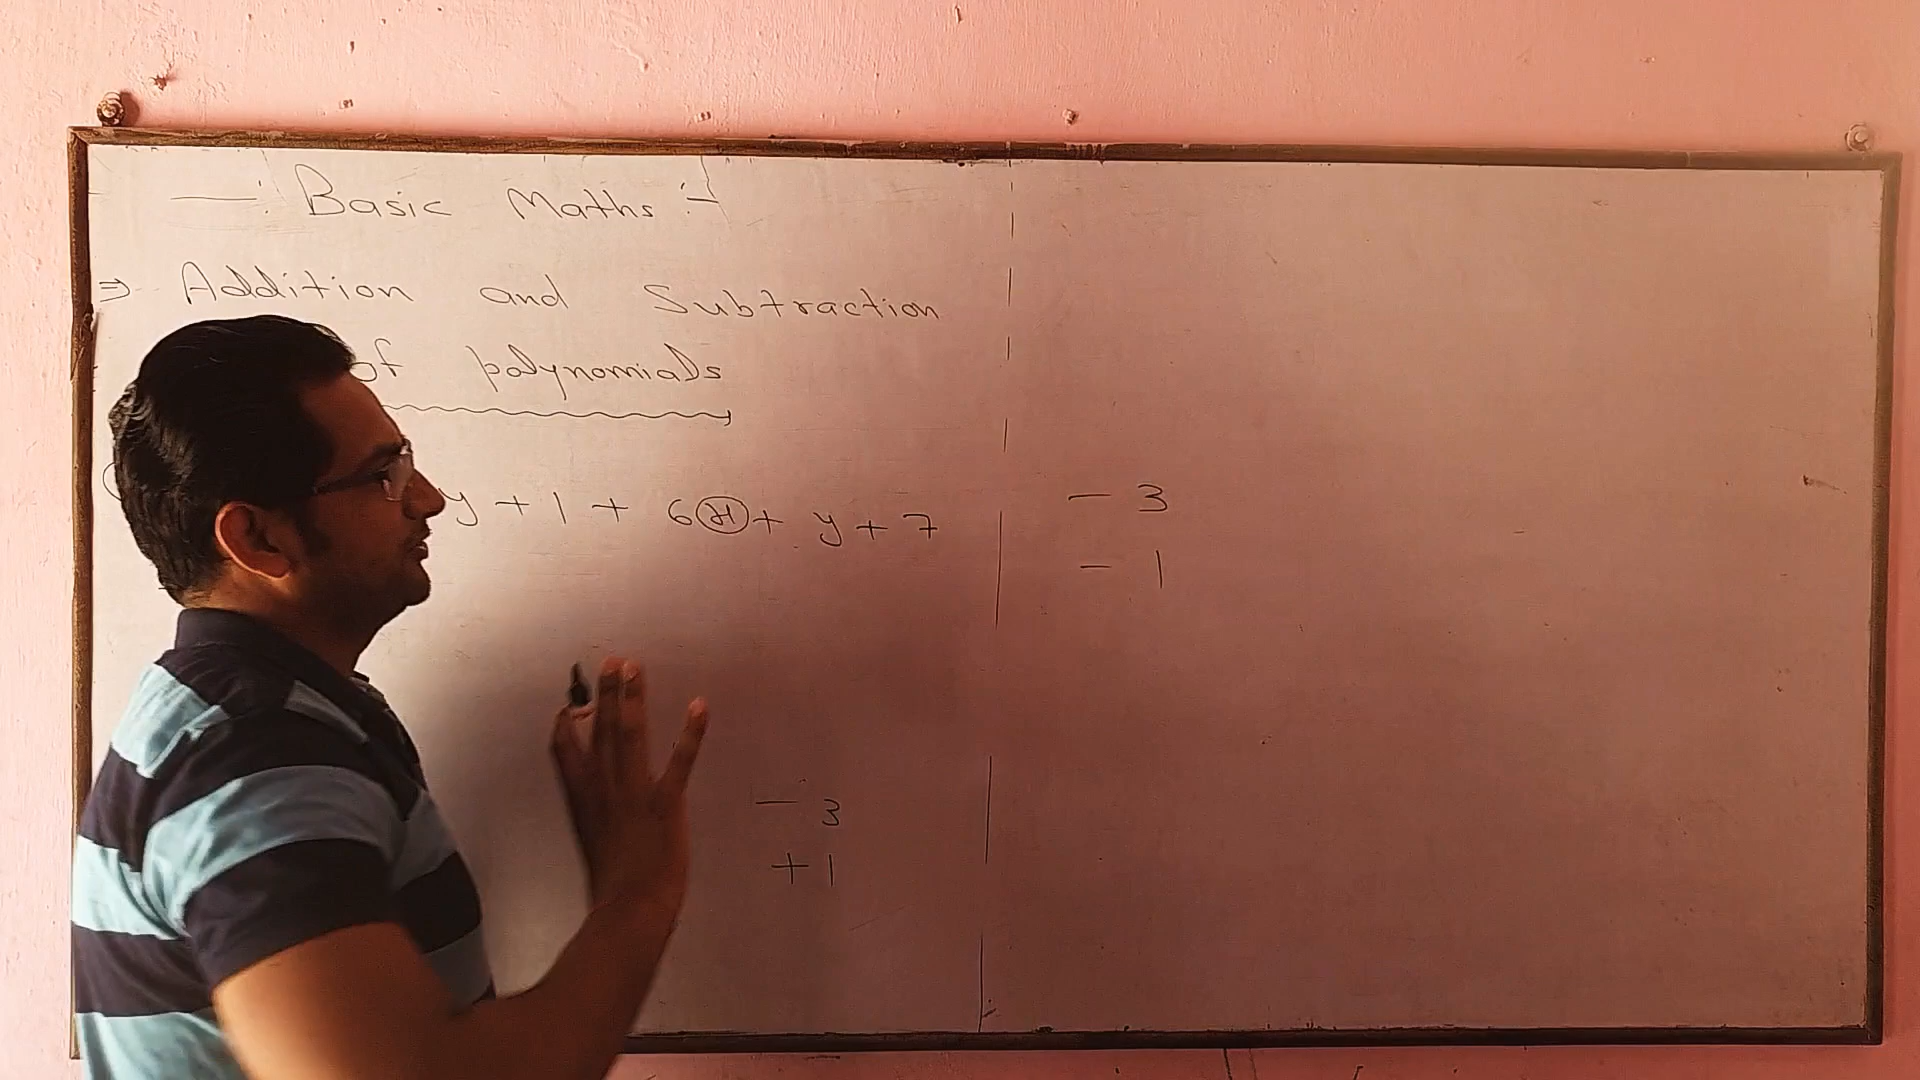 —: Basic Maths :-
⇒ Addition and Subtraction
of polynomials
y + 1 + 6x + y + 7
- 3
- 1
- 3
+ 1